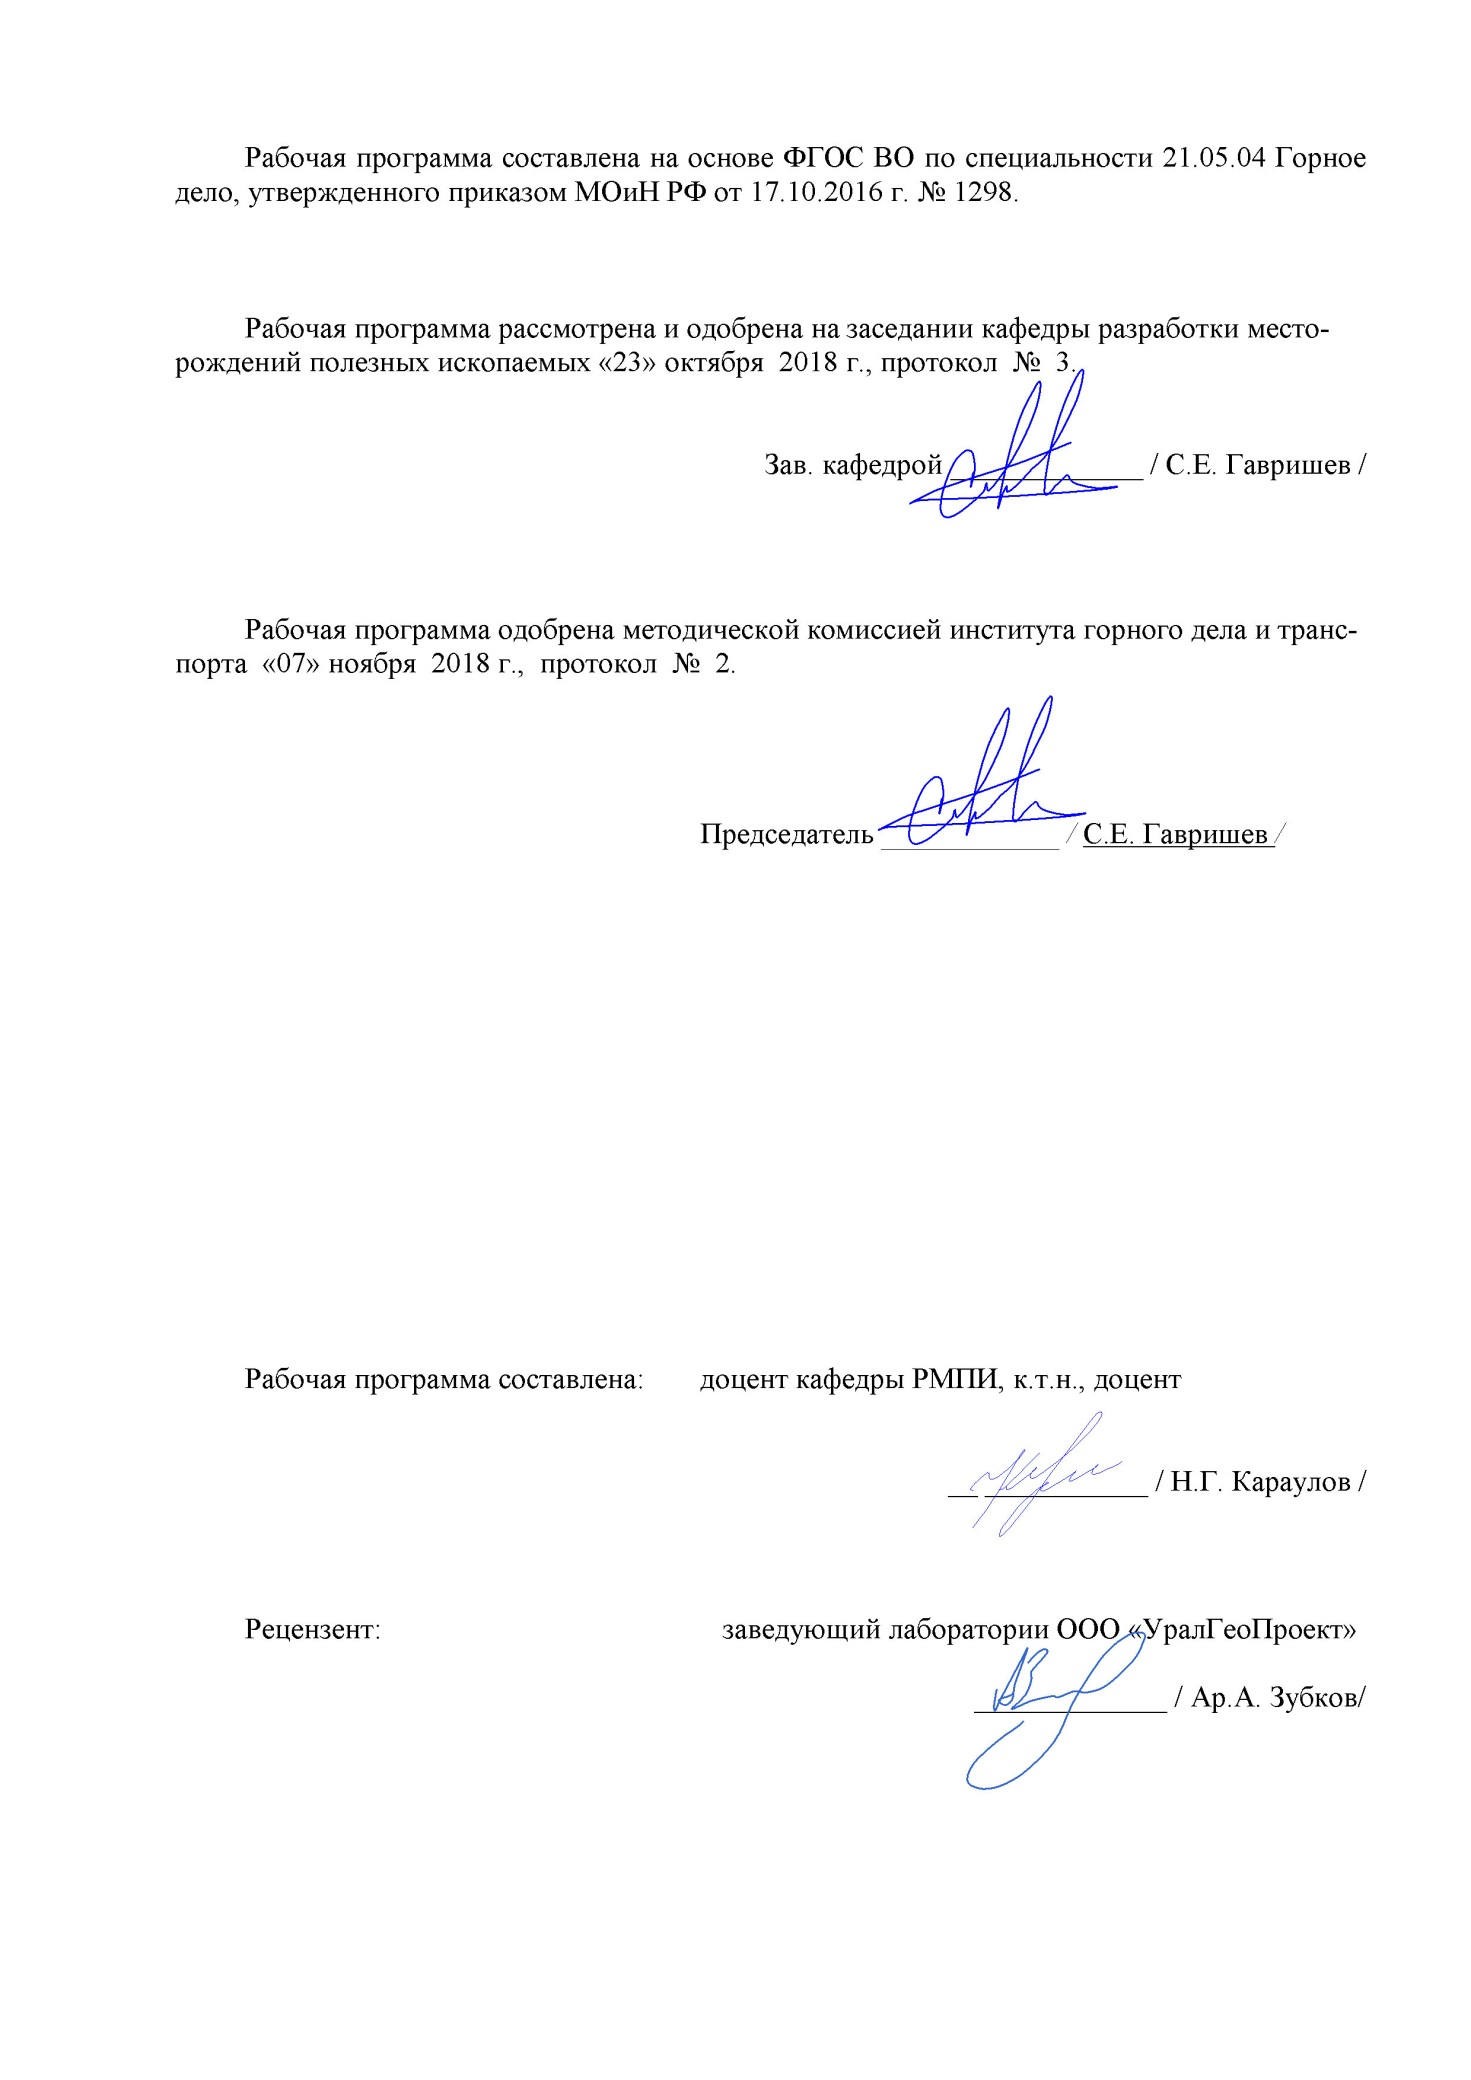 Рабочая программа составлена на основе ФГОС ВО по специальности 21.05.04 Горное
дело, утвержденного приказом МОиН РФ от 17.10.2016 г. № 1298.
Рабочая программа рассмотрена и одобрена на заседании кафедры разработки место-
рождений полезных ископаемых «23» октября 2018 г., протокол № 3.
Зав. кафедрой ______________ / С.Е. Гавришев /
Рабочая программа одобрена методической комиссией института горного дела и транс-
порта «07» ноября 2018 г., протокол № 2.
Председатель _____________ / С.Е. Гавришев /
Рабочая программа составлена: доцент кафедры РМПИ, к.т.н., доцент
__ ____________ / Н.Г. Караулов /
Рецензент: заведующий лаборатории ООО «УралГеоПроект»
______________ / Ар.А. Зубков/